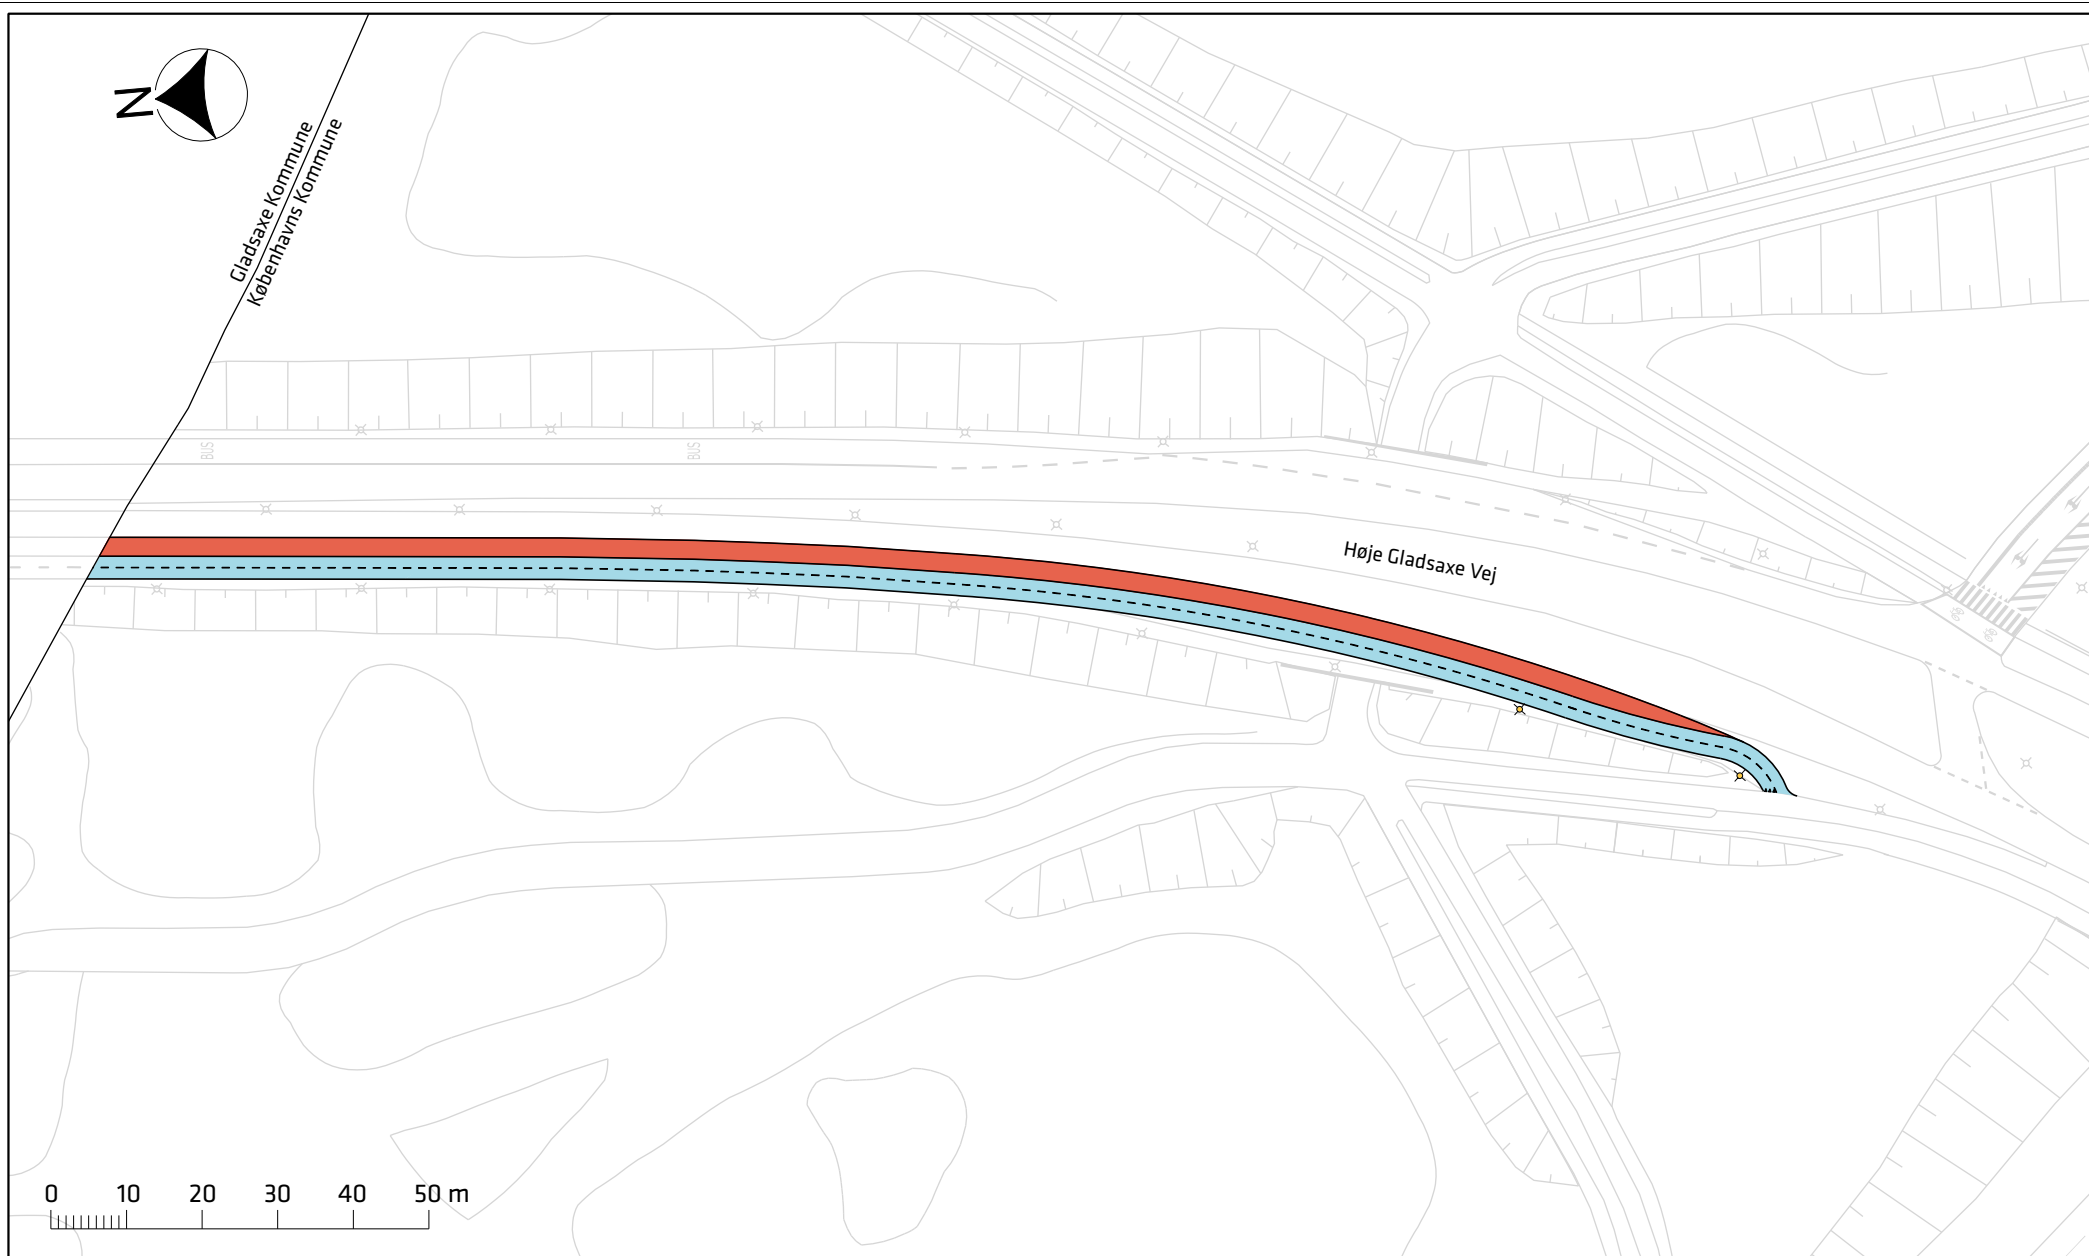 N
Gladsaxe Kommune
Københavns Kommune
BUS
BUS
Høje Gladsaxe Vej
0 10 20 30 40 50 m